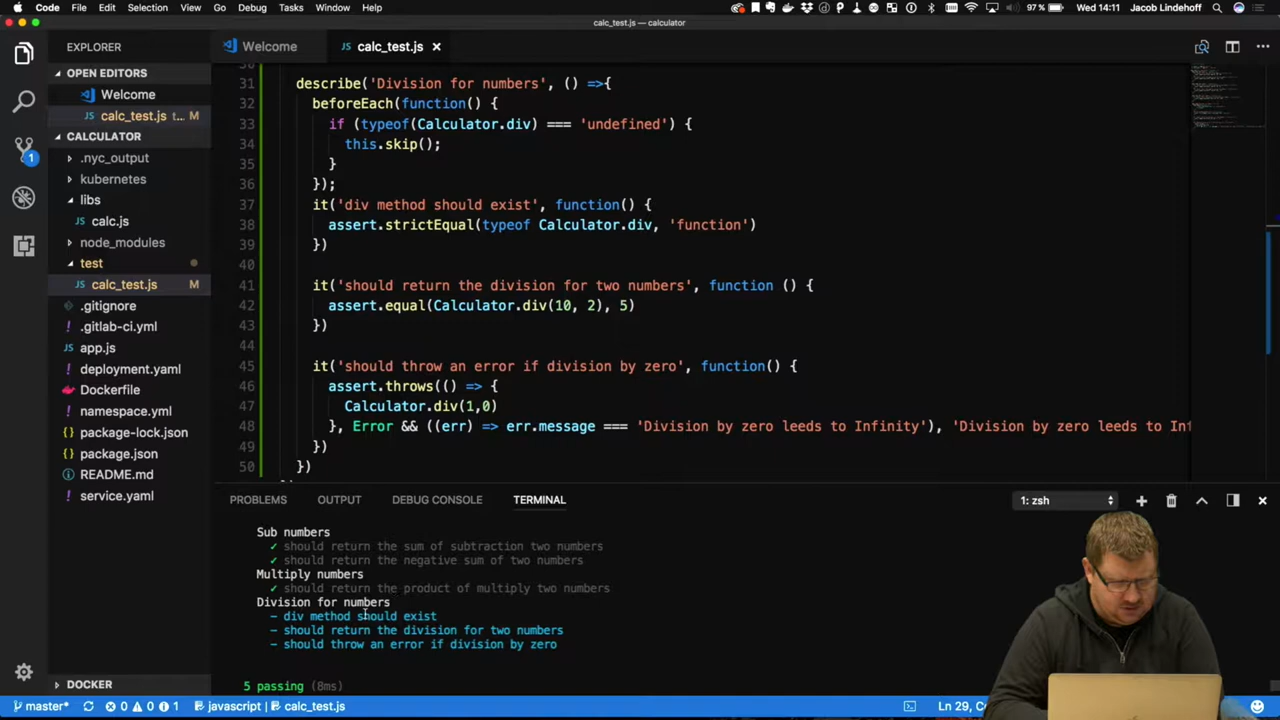 Code File Edit Selection View Go Debug Tasks Window Help 97 % Wed 14:11 Jacob Lindehoff
calc_test.js — calculator
EXPLORER
OPEN EDITORS
Welcome
calc_test.js t... M
CALCULATOR
.nyc_output
kubernetes
libs
JS calc.js
node_modules
test
JS calc_test.js M
.gitignore
! .gitlab-ci.yml
JS app.js
! deployment.yaml
Dockerfile
! namespace.yml
{} package-lock.json
{} package.json
README.md
! service.yaml
DOCKER
Welcome JS calc_test.js ×
31 describe('Division for numbers', () =>{
32 beforeEach(function() {
33 if (typeof(Calculator.div) === 'undefined') {
34 this.skip();
35 }
36 });
37 it('div method should exist', function() {
38 assert.strictEqual(typeof Calculator.div, 'function')
39 })
40
41 it('should return the division for two numbers', function () {
42 assert.equal(Calculator.div(10, 2), 5)
43 })
44
45 it('should throw an error if division by zero', function() {
46 assert.throws(() => {
47 Calculator.div(1,0)
48 }, Error && ((err) => err.message === 'Division by zero leeds to Infinity'), 'Division by zero leeds to Inf
49 })
50 })
PROBLEMS OUTPUT DEBUG CONSOLE TERMINAL 1: zsh
Sub numbers
✓ should return the sum of subtraction two numbers
✓ should return the negative sum of two numbers
Multiply numbers
✓ should return the product of multiply two numbers
Division for numbers
- div method should exist
- should return the division for two numbers
- should throw an error if division by zero
5 passing (8ms)
master* 0 0 1 javascript | calc_test.js Ln 29,